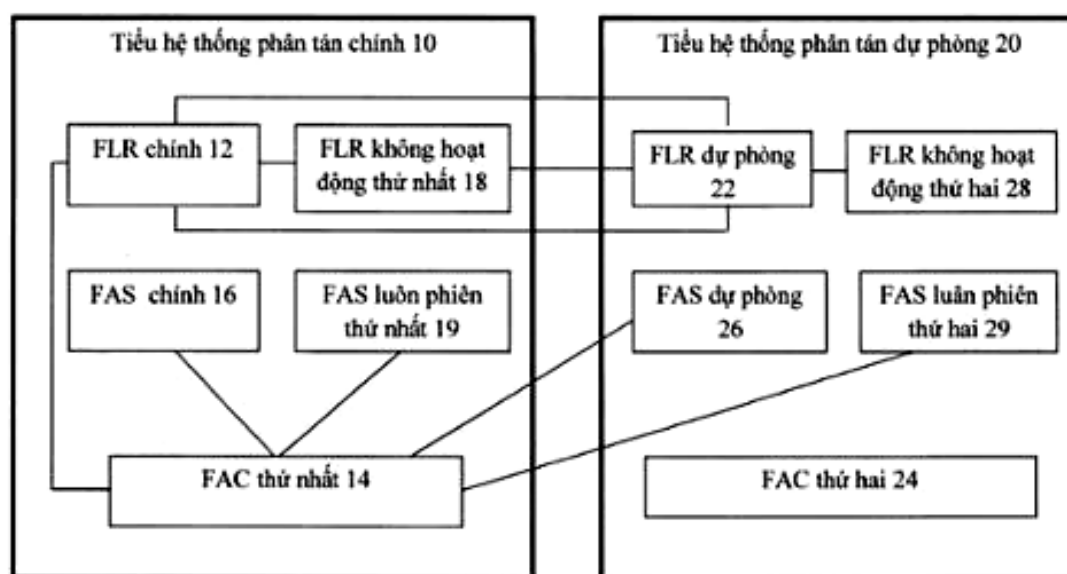 Tiểu hệ thống phân tán chính 10
FLR chính 12
FLR không hoạt
động thứ nhất 18
FAS chính 16
FAS luôn phiên
thứ nhất 19
FAC thứ nhất 14
Tiểu hệ thống phân tán dự phòng 20
FLR dự phòng
22
FLR không hoạt
động thứ hai 28
FAS dự phòng
26
FAS luân phiên
thứ hai 29
FAC thứ hai 24